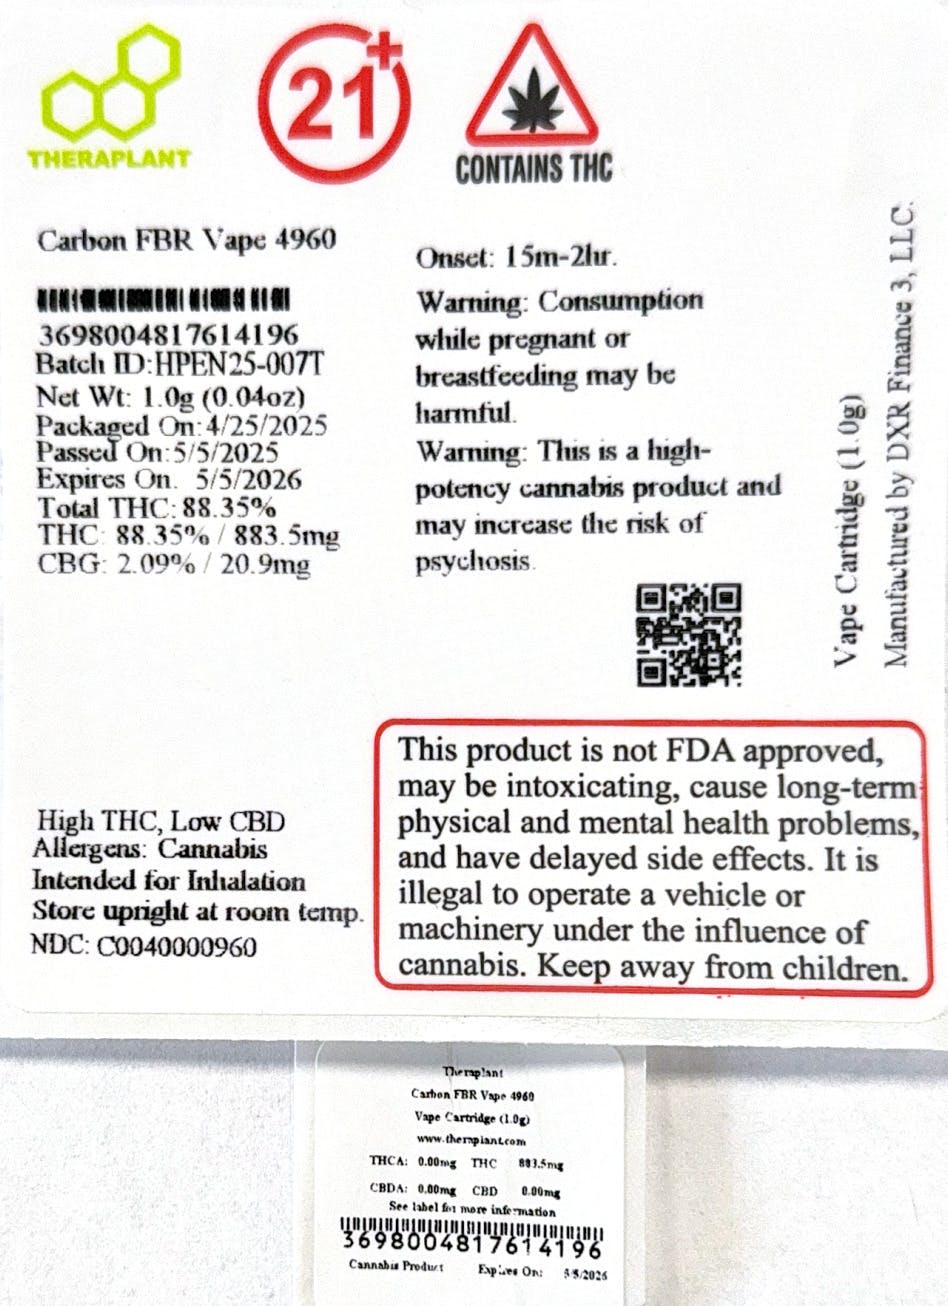 THERAPLANT
21+
CONTAINS THC
Carbon FBR Vape 4960
3698004817614196
Batch ID:HPEN25-007T
Net Wt: 1.0g (0.04oz)
Packaged On:4/25/2025
Passed On:5/5/2025
Expires On. 5/5/2026
Total THC: 88.35%
THC: 88.35% / 883.5mg
CBG: 2.09% / 20.9mg
High THC, Low CBD
Allergens: Cannabis
Intended for Inhalation
Store upright at room temp.
NDC: C0040000960
Onset: 15m-2hr.
Warning: Consumption
while pregnant or
breastfeeding may be
harmful.
Warning: This is a high-
potency cannabis product and
may increase the risk of
psychosis.
Vape Cartridge (1.0g)
Manufactured by DXR Finance 3, LLC.
This product is not FDA approved,
may be intoxicating, cause long-term
physical and mental health problems,
and have delayed side effects. It is
illegal to operate a vehicle or
machinery under the influence of
cannabis. Keep away from children.
Theraplant
Carbon FBR Vape 4960
Vape Cartridge (1.0g)
www.theraplant.com
THCA: 0.00mg THC 883.5mg
CBDA: 0.00mg CBD 0.00mg
See label for more information
3698004817614196
Cannabis Product Expires On: 5/5/2026